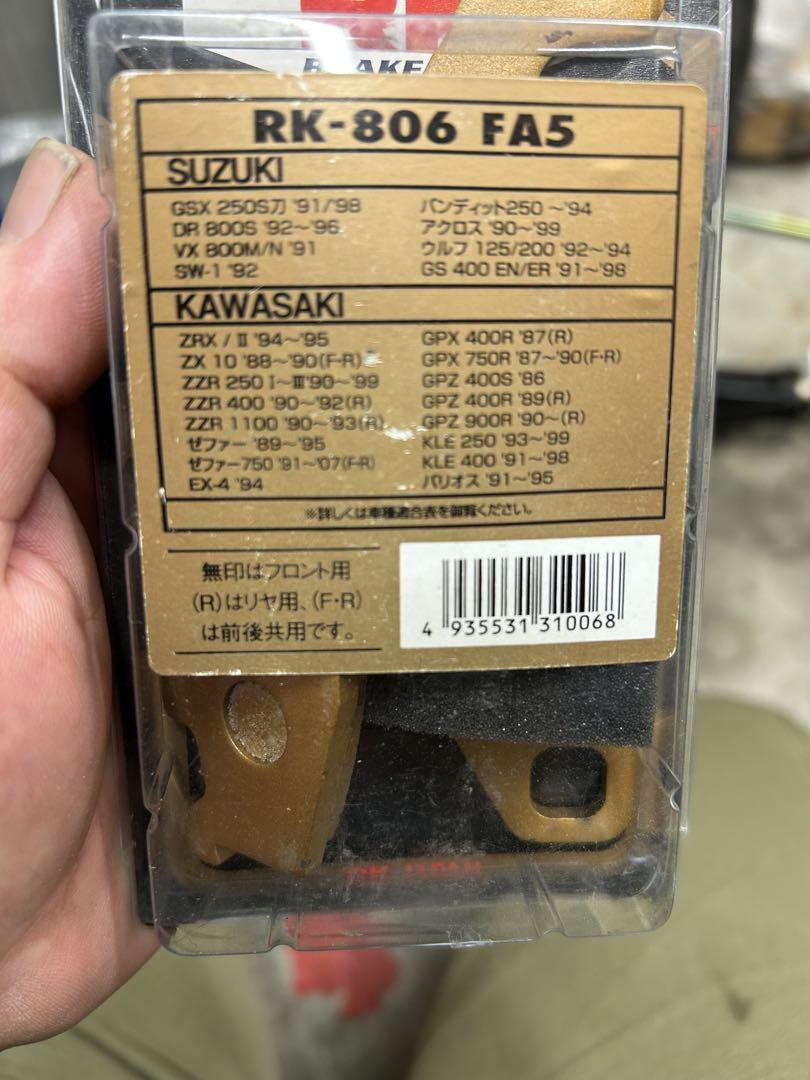 BRAKE
RK-806 FA5
SUZUKI
GSX 250S刀 '91/'98
DR 800S '92~'96
VX 800M/N '91
SW-1 '92
バンディット250 ~'94
アクロス '90~'99
ウルフ 125/200 '92~'94
GS 400 EN/ER '91~'98
KAWASAKI
ZRX / Ⅱ '94~'95
ZX 10 '88~'90(F・R)
ZZR 250 Ⅰ~Ⅲ'90~'99
ZZR 400 '90~'92(R)
ZZR 1100 '90~'93(R)
ゼファー '89~'95
ゼファー750 '91~'07(F・R)
EX-4 '94
GPX 400R '87(R)
GPX 750R '87~'90(F・R)
GPZ 400S '86
GPZ 400R '89(R)
GPZ 900R '90~(R)
KLE 250 '93~'99
KLE 400 '91~'98
バリオス '91~'95
※詳しくは車種適合表を御覧ください。
無印はフロント用
(R)はリヤ用、(F・R)
は前後共用です。
4 935531 310068